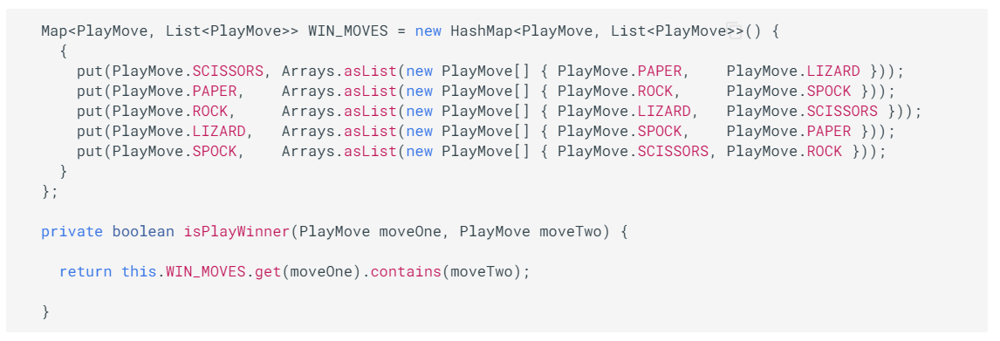 Map<PlayMove, List<PlayMove>> WIN_MOVES = new HashMap<PlayMove, List<PlayMove>>() {
  {
    put(PlayMove.SCISSORS, Arrays.asList(new PlayMove[] { PlayMove.PAPER,    PlayMove.LIZARD }));
    put(PlayMove.PAPER,    Arrays.asList(new PlayMove[] { PlayMove.ROCK,     PlayMove.SPOCK }));
    put(PlayMove.ROCK,     Arrays.asList(new PlayMove[] { PlayMove.LIZARD,   PlayMove.SCISSORS }));
    put(PlayMove.LIZARD,   Arrays.asList(new PlayMove[] { PlayMove.SPOCK,    PlayMove.PAPER }));
    put(PlayMove.SPOCK,    Arrays.asList(new PlayMove[] { PlayMove.SCISSORS, PlayMove.ROCK }));
  }
};

private boolean isPlayWinner(PlayMove moveOne, PlayMove moveTwo) {

  return this.WIN_MOVES.get(moveOne).contains(moveTwo);

}